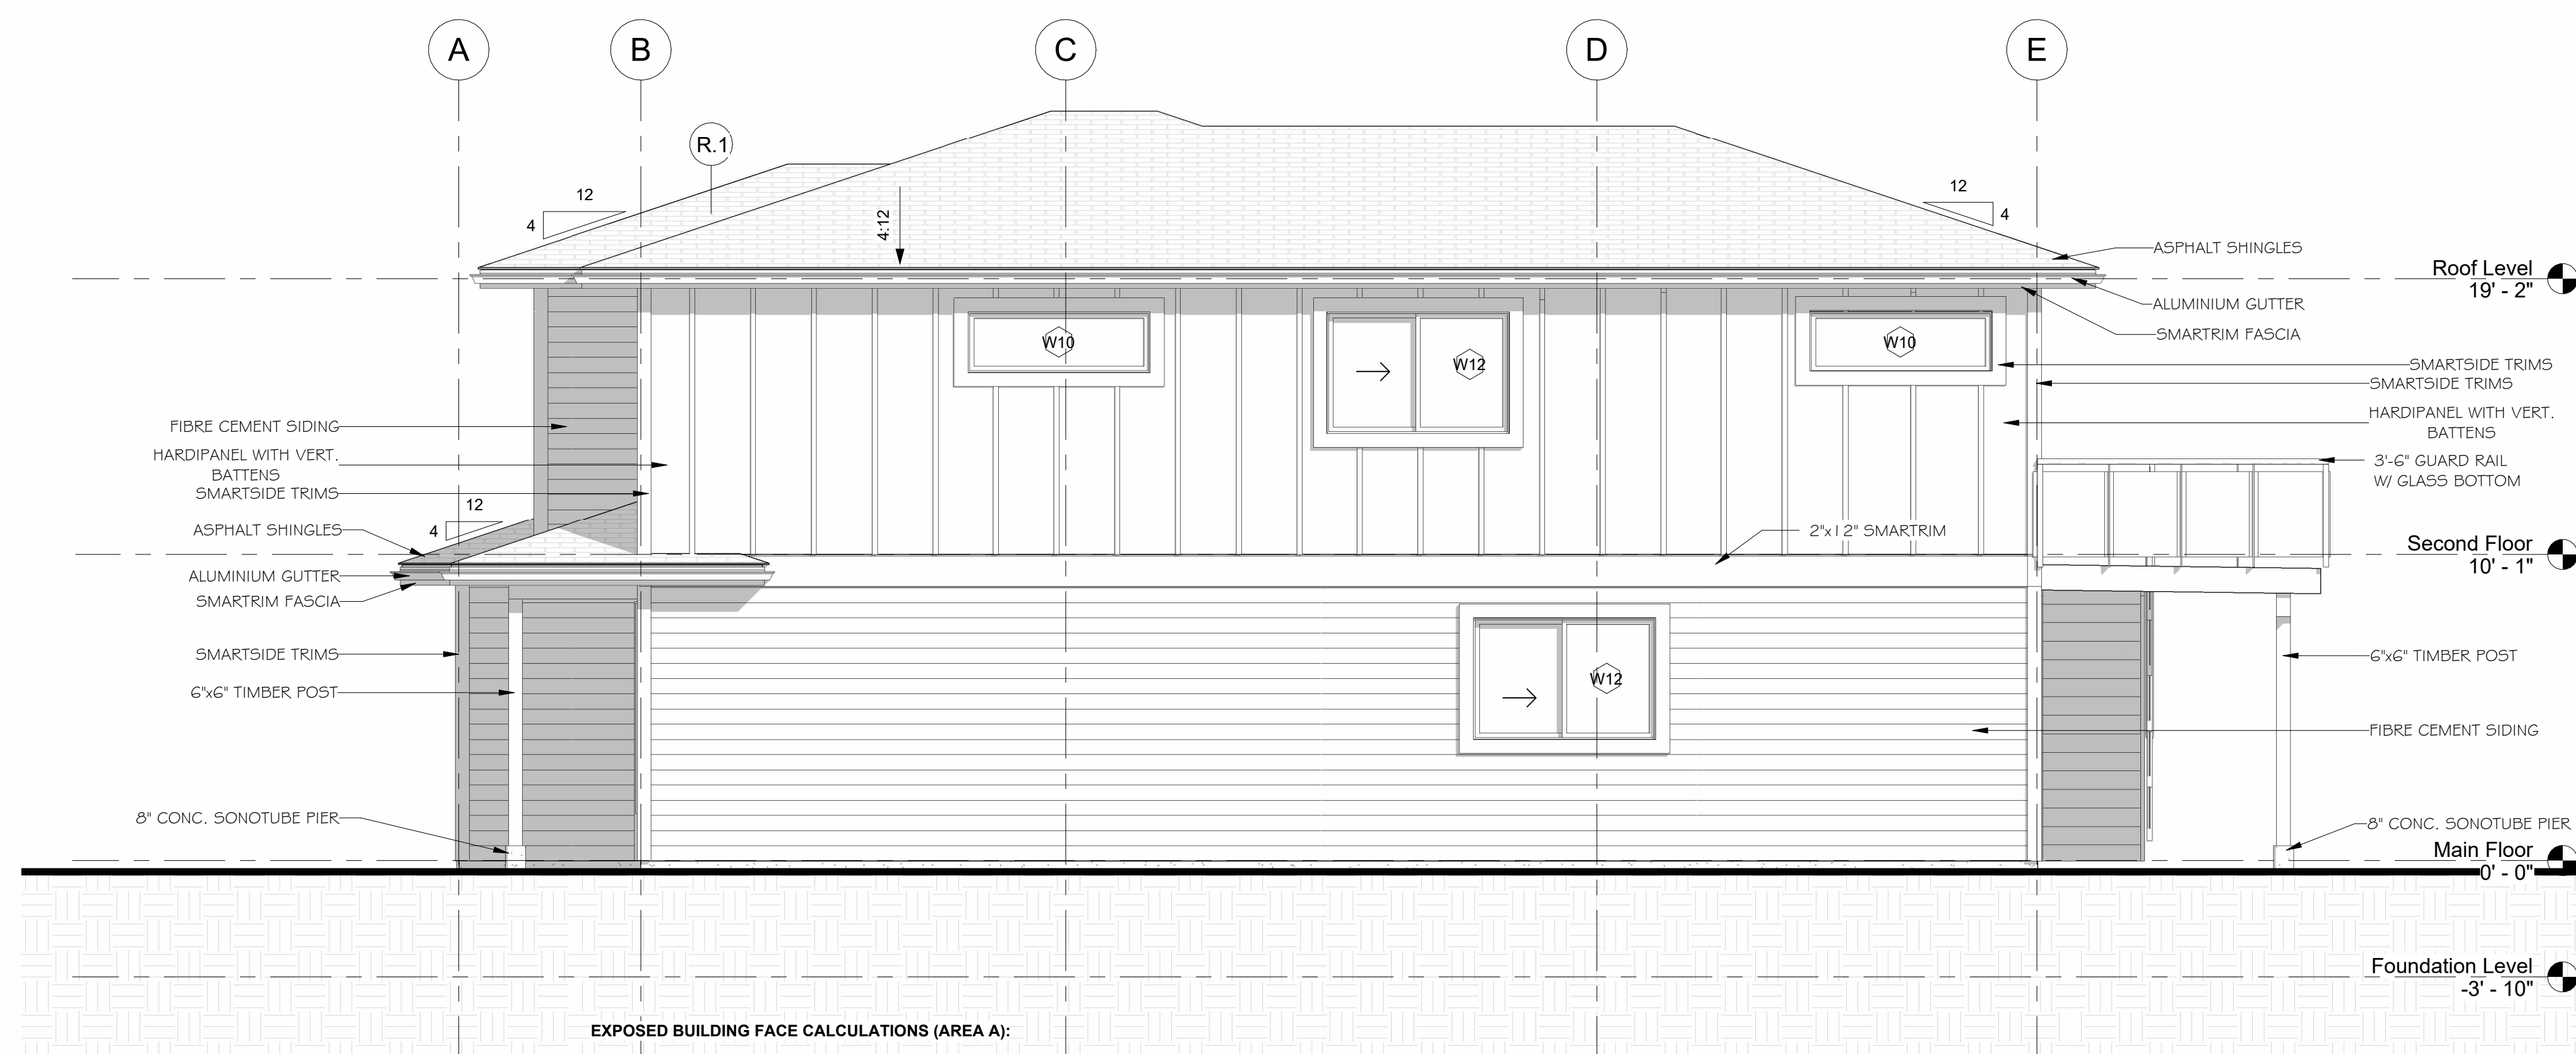 A
B
C
D
E
R.1
12
4
4:12
12
4
ASPHALT SHINGLES
Roof Level
19' - 2"
ALUMINIUM GUTTER
SMARTRIM FASCIA
W10
W12
W10
SMARTSIDE TRIMS
SMARTSIDE TRIMS
HARDIPANEL WITH VERT.
BATTENS
3'-6" GUARD RAIL
W/ GLASS BOTTOM
FIBRE CEMENT SIDING
HARDIPANEL WITH VERT.
BATTENS
SMARTSIDE TRIMS
12
4
ASPHALT SHINGLES
2"x12" SMARTRIM
Second Floor
10' - 1"
ALUMINIUM GUTTER
SMARTRIM FASCIA
SMARTSIDE TRIMS
6"x6" TIMBER POST
W12
6"x6" TIMBER POST
FIBRE CEMENT SIDING
8" CONC. SONOTUBE PIER
8" CONC. SONOTUBE PIER
Main Floor
0' - 0"
Foundation Level
-3' - 10"
EXPOSED BUILDING FACE CALCULATIONS (AREA A):